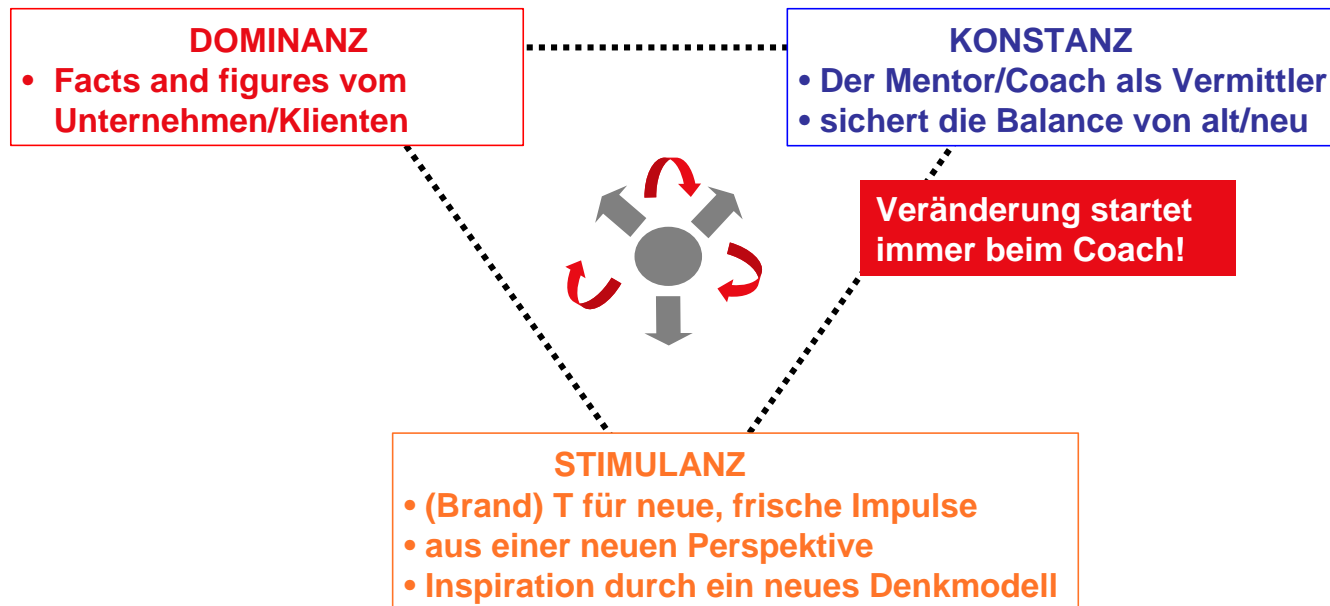 DOMINANZ
• Facts and figures vom
Unternehmen/Klienten
KONSTANZ
• Der Mentor/Coach als Vermittler
• sichert die Balance von alt/neu
Veränderung startet
immer beim Coach!
STIMULANZ
• (Brand) T für neue, frische Impulse
• aus einer neuen Perspektive
• Inspiration durch ein neues Denkmodell